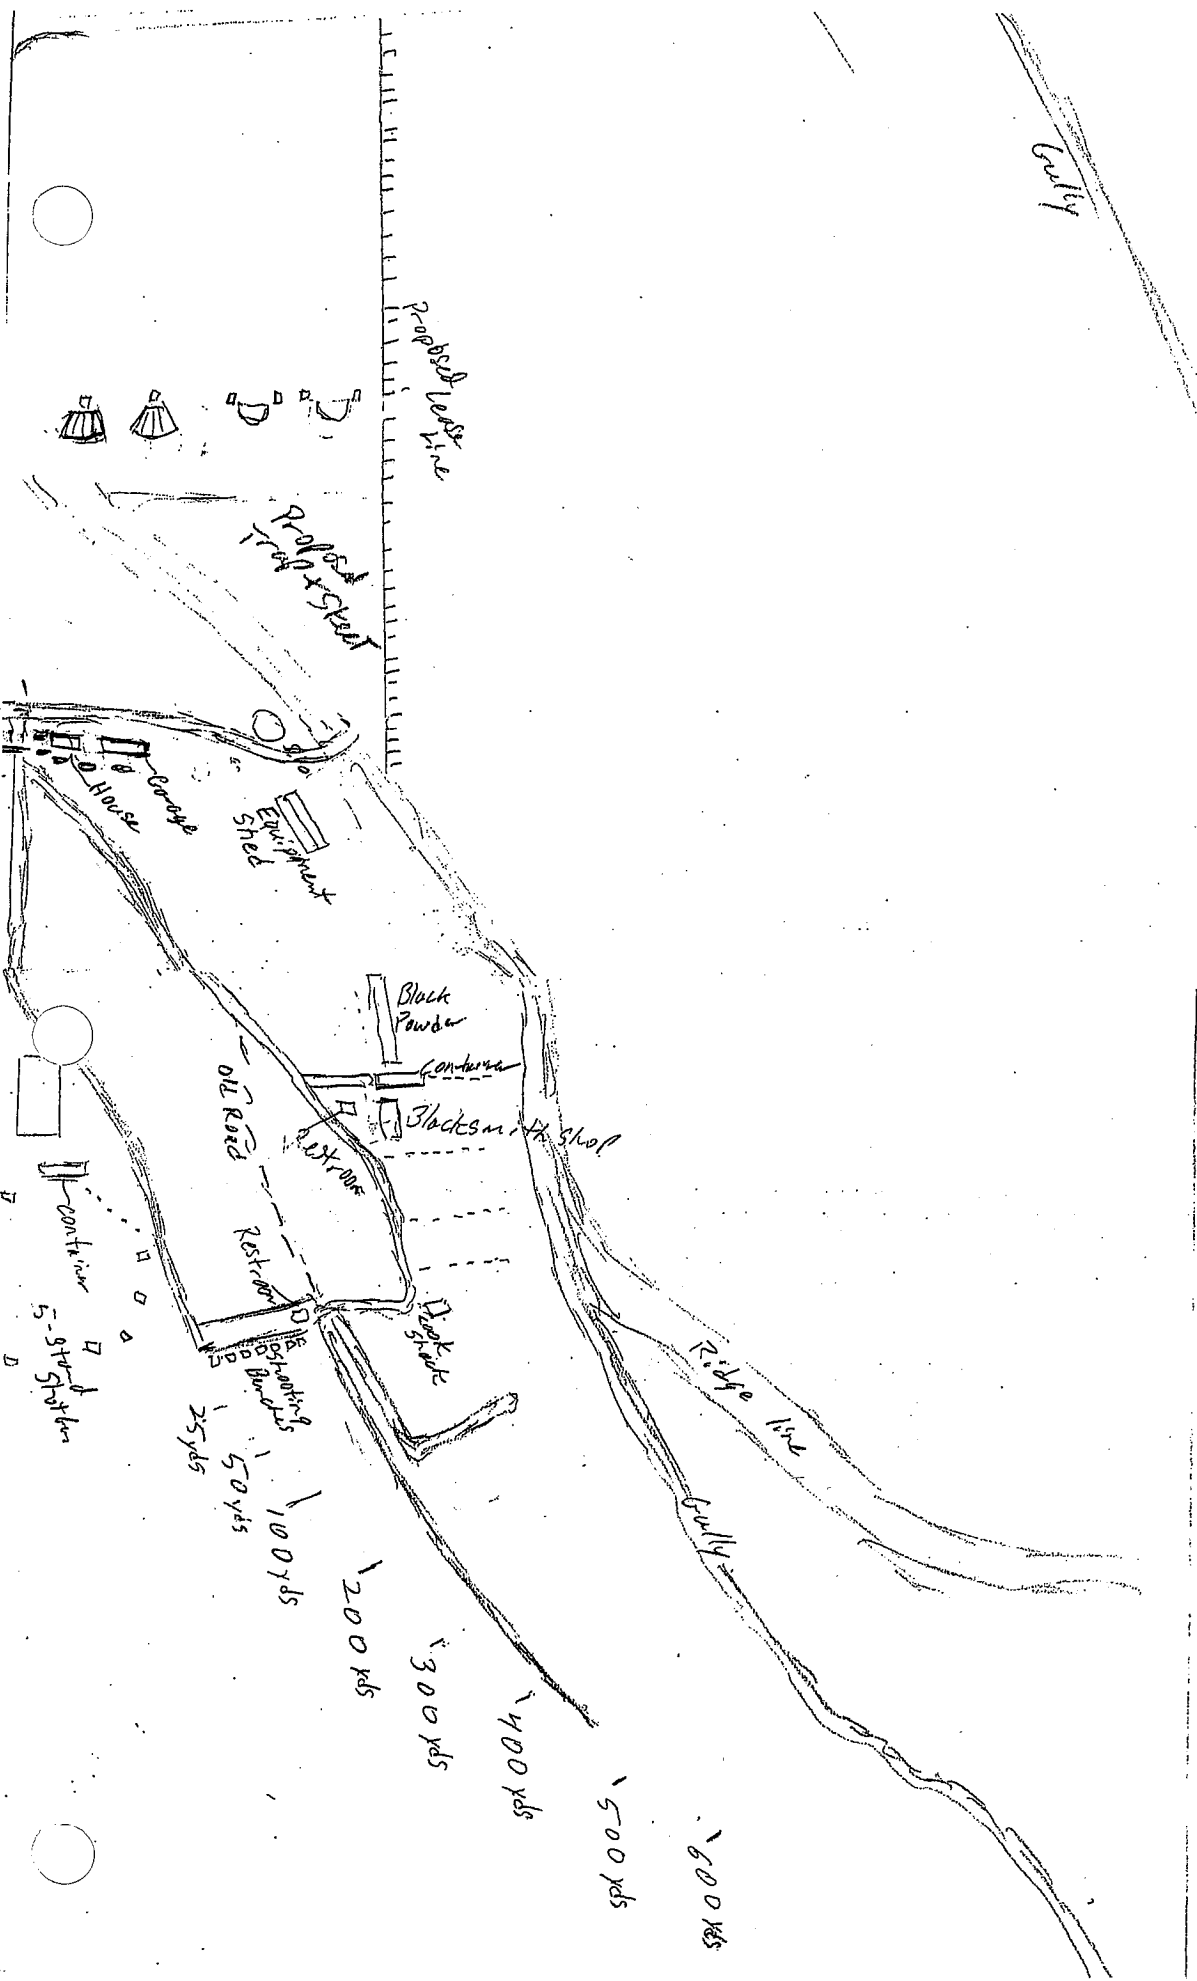 Gully
Proposed Lease
Line
Proposed
Trap & Skeet
Garage
House
Equipment
Shed
Black
Powder
Container
Blacksmith Shop
Restroom
Old Road
container
5-Stand
Station
Restroom
Shooting
Benches
Cook
Shack
Ridge line
Gully
25 yds
50 yds
100 yds
200 yds
300 yds
400 yds
500 yds
600 yds